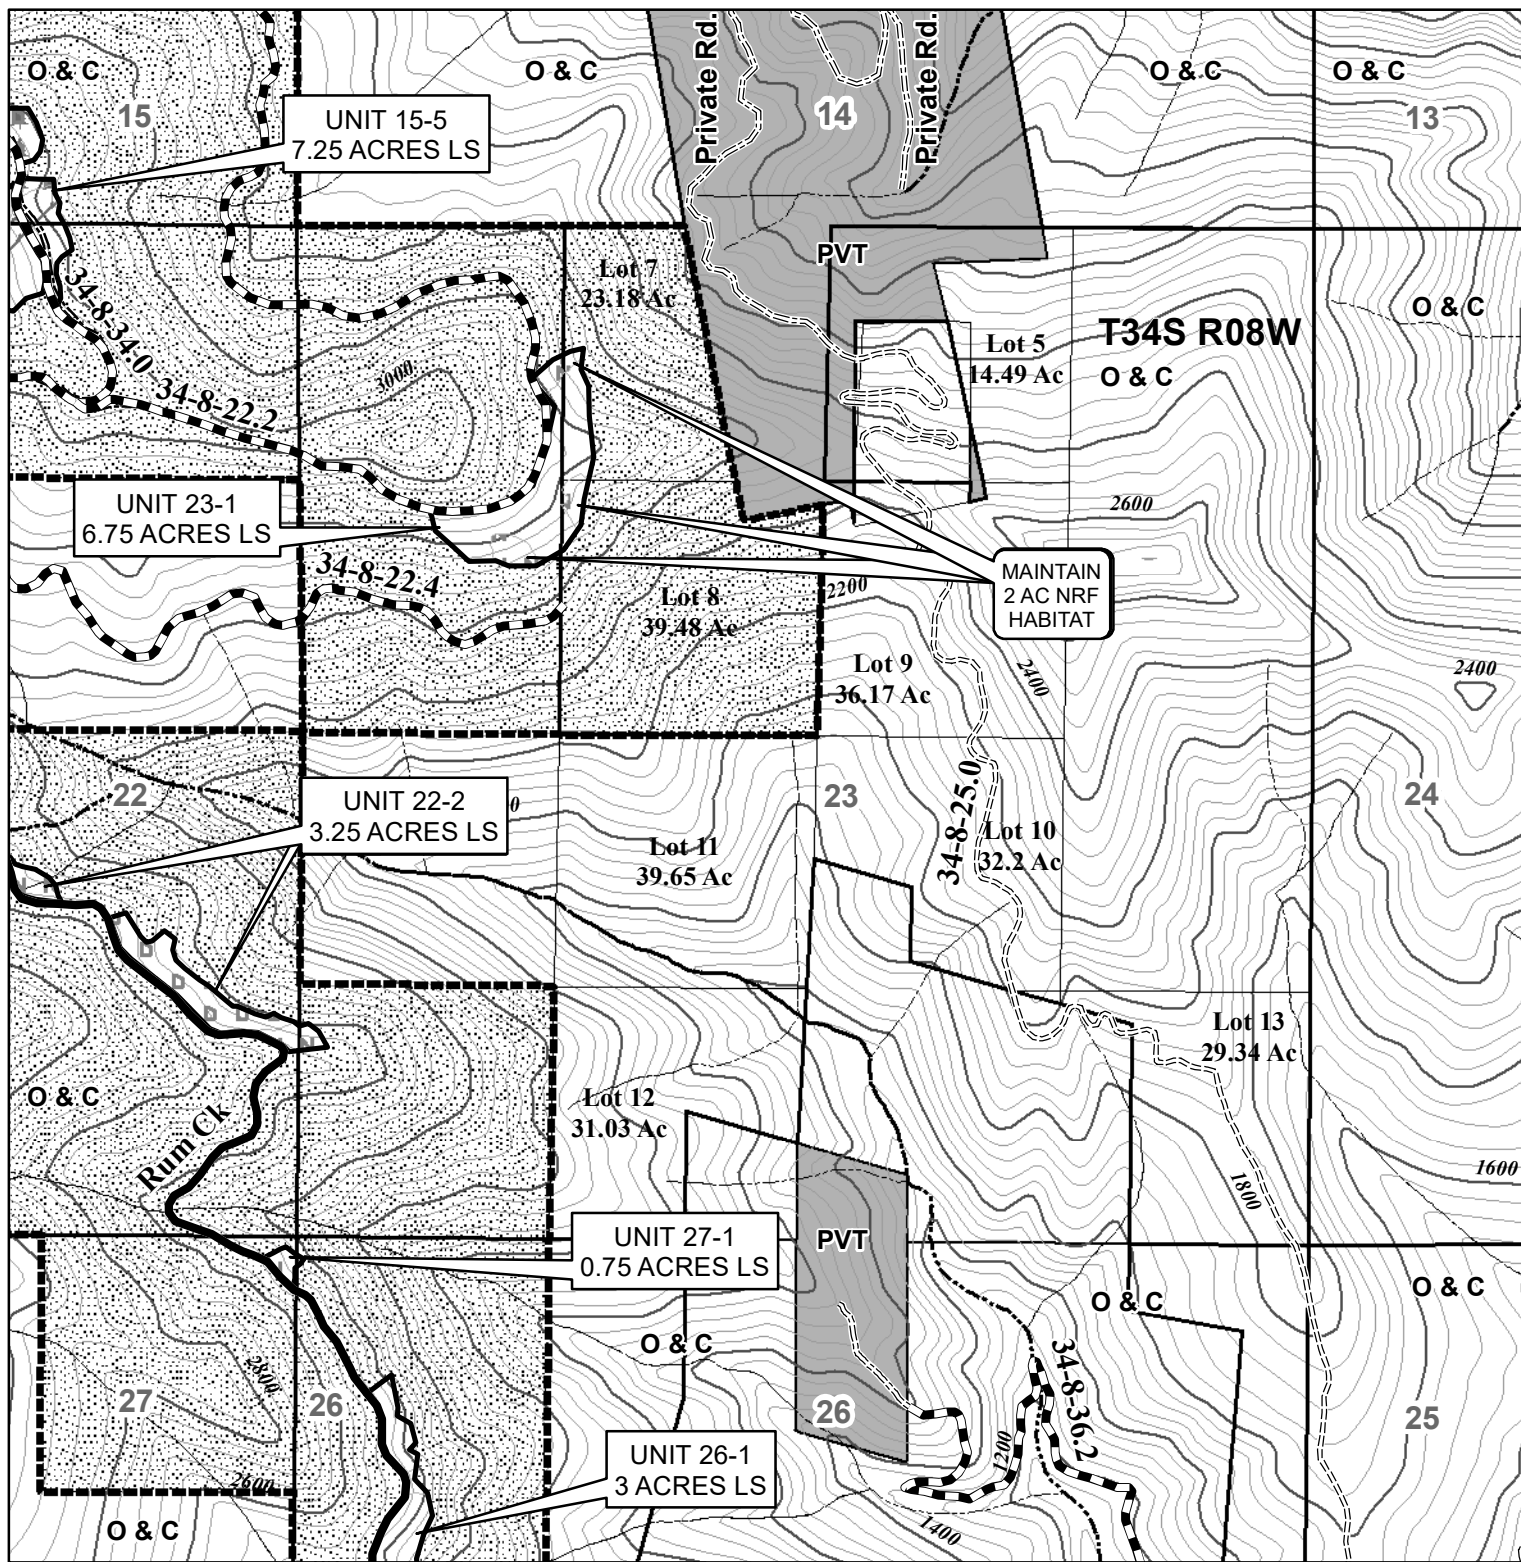 Private Rd.
Private Rd.
O & C
O & C
O & C
O & C
15
14
13
UNIT 15-5
7.25 ACRES LS
PVT
Lot 7
23.18 Ac
34-8-34.0
O & C
T34S R08W
Lot 5
14.49 Ac
O & C
3000
34-8-22.2
UNIT 23-1
6.75 ACRES LS
2600
34-8-22.4
MAINTAIN
2 AC NRF
HABITAT
2200
Lot 8
39.48 Ac
Lot 9
36.17 Ac
2400
2400
22
UNIT 22-2
3.25 ACRES LS
23
34-8-25.0
24
Lot 10
32.2 Ac
Lot 11
39.65 Ac
D
D
D
D
Lot 13
29.34 Ac
O & C
Rum Ck
Lot 12
31.03 Ac
1600
1800
UNIT 27-1
0.75 ACRES LS
PVT
O & C
O & C
O & C
2800
27
26
26
34-8-36.2
25
1200
UNIT 26-1
3 ACRES LS
2600
O & C
1400